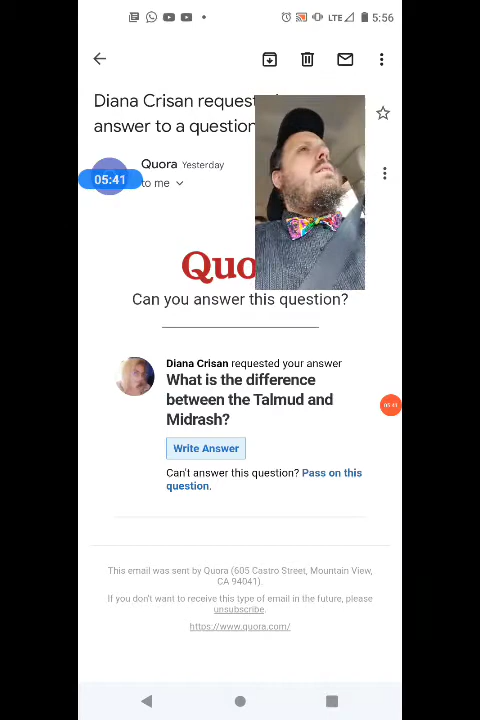 LTE 5:56
Diana Crisan request
answer to a question
Quora Yesterday
05:41
to me
Quo
Can you answer this question?
Diana Crisan requested your answer
What is the difference
between the Talmud and
Midrash?
Write Answer
Can't answer this question? Pass on this
question.
This email was sent by Quora (605 Castro Street, Mountain View,
CA 94041).
If you don't want to receive this type of email in the future, please
unsubscribe.
https://www.quora.com/